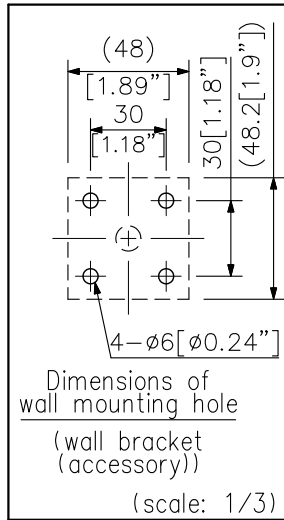 (48)
[1.89”]
30
[1.18”]
30[1.18”]
(48.2[1.9”)
4-ø6[ø0.24”]
Dimensions of
wall mounting hole
(wall bracket
(accessory))
(scale: 1/3)